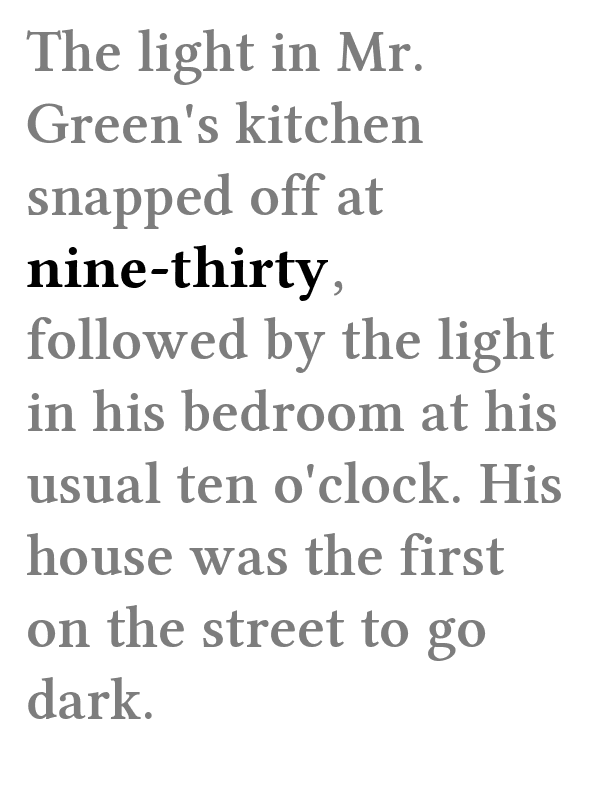 The light in Mr.
Green's kitchen
snapped off at
nine-thirty,
followed by the light
in his bedroom at his
usual ten o'clock. His
house was the first
on the street to go
dark.